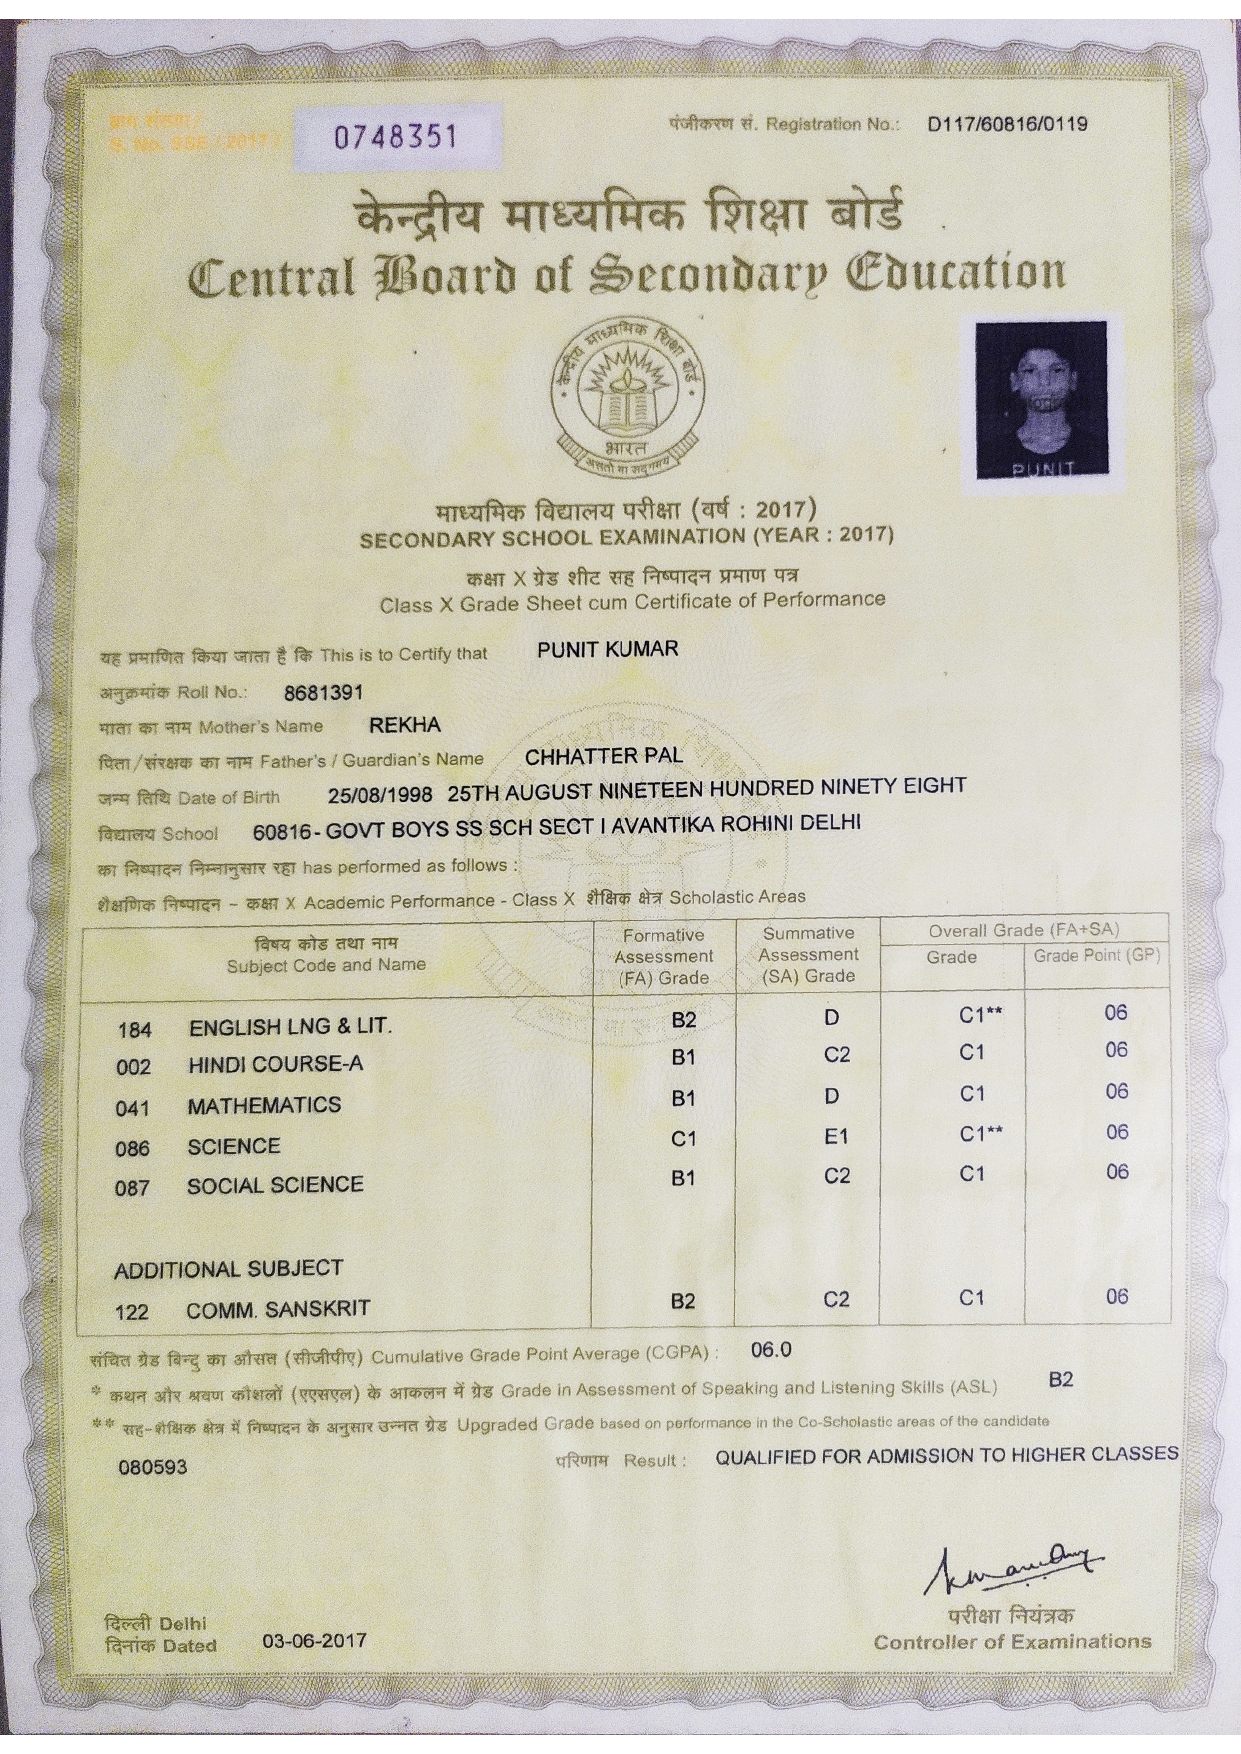 क्रम संख्या/
S. No. SSE / 2017 /
0748351
पंजीकरण सं. Registration No.: D117/60816/0119
केन्द्रीय माध्यमिक शिक्षा बोर्ड
Central Board of Secondary Education
केन्द्रीय माध्यमिक शिक्षा बोर्ड
भारत
असतो मा सद्गमय
PUNIT
माध्यमिक विद्यालय परीक्षा (वर्ष : 2017)
SECONDARY SCHOOL EXAMINATION (YEAR : 2017)
कक्षा X ग्रेड शीट सह निष्पादन प्रमाण पत्र
Class X Grade Sheet cum Certificate of Performance
यह प्रमाणित किया जाता है कि This is to Certify that PUNIT KUMAR
अनुक्रमांक Roll No.: 8681391
माता का नाम Mother's Name REKHA
पिता/संरक्षक का नाम Father's / Guardian's Name CHHATTER PAL
जन्म तिथि Date of Birth 25/08/1998 25TH AUGUST NINETEEN HUNDRED NINETY EIGHT
विद्यालय School 60816- GOVT BOYS SS SCH SECT I AVANTIKA ROHINI DELHI
का निष्पादन निम्नानुसार रहा has performed as follows :
शैक्षणिक निष्पादन – कक्षा X Academic Performance - Class X शैक्षिक क्षेत्र Scholastic Areas
विषय कोड तथा नाम
Subject Code and Name
Formative Assessment (FA) Grade
Summative Assessment (SA) Grade
Overall Grade (FA+SA)
Grade Grade Point (GP)
184 ENGLISH LNG & LIT. B2 D C1** 06
002 HINDI COURSE-A B1 C2 C1 06
041 MATHEMATICS B1 D C1 06
086 SCIENCE C1 E1 C1** 06
087 SOCIAL SCIENCE B1 C2 C1 06
ADDITIONAL SUBJECT
122 COMM. SANSKRIT B2 C2 C1 06
संचित ग्रेड बिन्दु का औसत (सीजीपीए) Cumulative Grade Point Average (CGPA) : 06.0
* कथन और श्रवण कौशलों (एएसएल) के आकलन में ग्रेड Grade in Assessment of Speaking and Listening Skills (ASL) B2
** सह-शैक्षिक क्षेत्र में निष्पादन के अनुसार उन्नत ग्रेड Upgraded Grade based on performance in the Co-Scholastic areas of the candidate
080593 परिणाम Result : QUALIFIED FOR ADMISSION TO HIGHER CLASSES
परीक्षा नियंत्रक
Controller of Examinations
दिल्ली Delhi
दिनांक Dated 03-06-2017